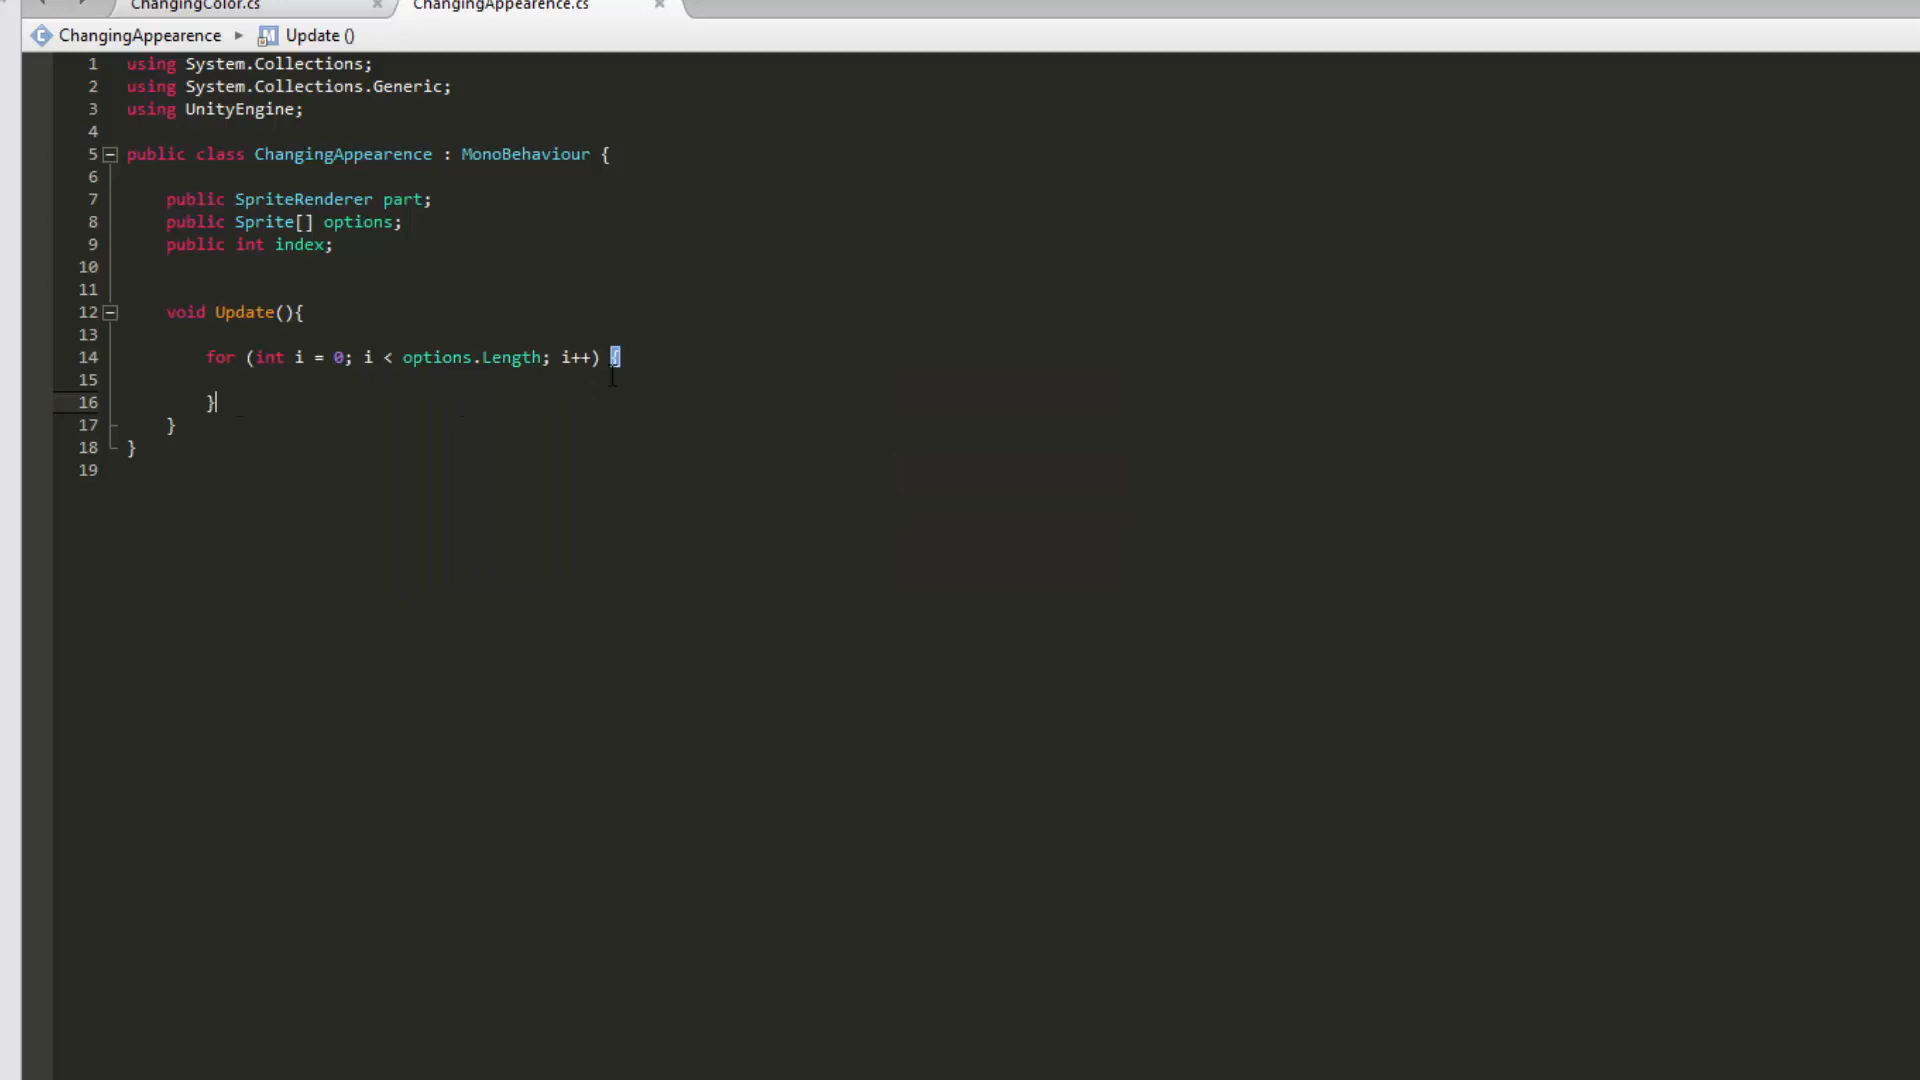 ChangingColor.cs ChangingAppearence.cs
ChangingAppearence Update ()
1 using System.Collections;
2 using System.Collections.Generic;
3 using UnityEngine;
4
5 public class ChangingAppearence : MonoBehaviour {
6
7 public SpriteRenderer part;
8 public Sprite[] options;
9 public int index;
10
11
12 void Update(){
13
14 for (int i = 0; i < options.Length; i++) {
15
16 }
17 }
18 }
19